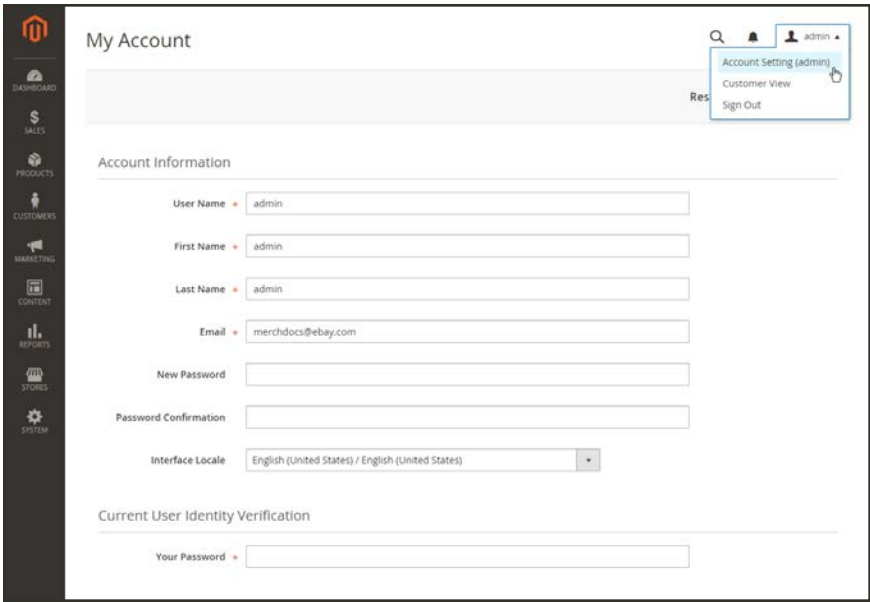 My Account
admin
Account Setting (admin)
Customer View
Sign Out
Res
DASHBOARD
SALES
PRODUCTS
CUSTOMERS
MARKETING
CONTENT
REPORTS
STORES
SYSTEM
Account Information
User Name * admin
First Name * admin
Last Name * admin
Email * merchdocs@ebay.com
New Password
Password Confirmation
Interface Locale English (United States) / English (United States)
Current User Identity Verification
Your Password *